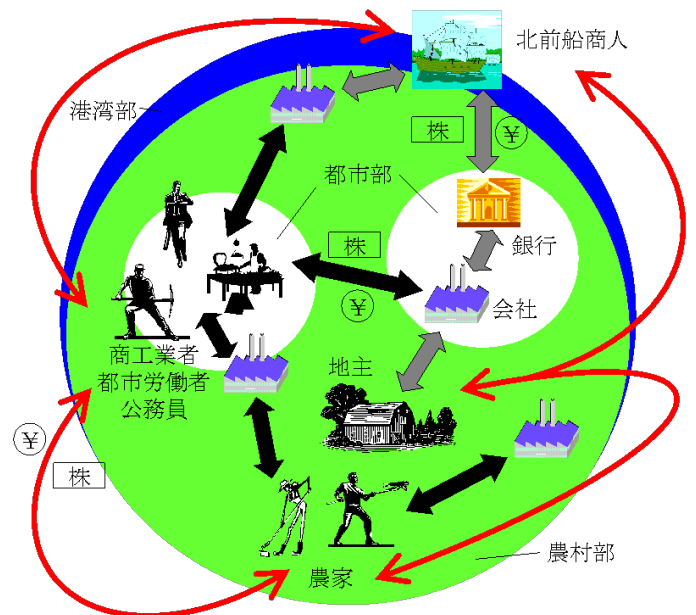 北前船商人
港湾部
株
¥
都市部
株
銀行
¥
会社
商工業者
都市労働者
公務員
地主
¥
株
農家
農村部